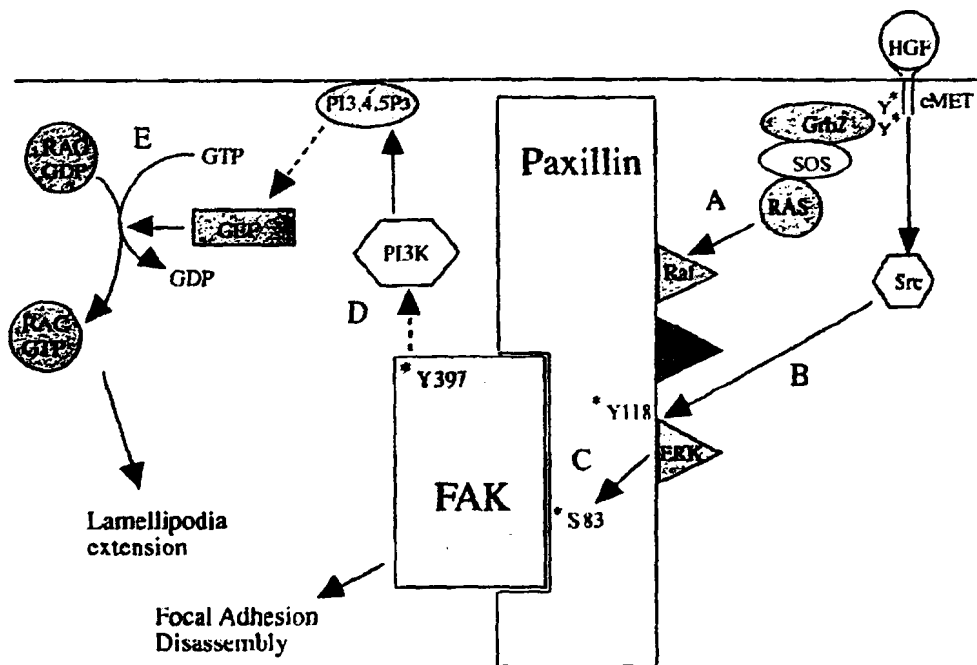 HGF
PI3,4,5P3
cMET
Y*
Y*
Grb2
SOS
RAS
Paxillin
E
GTP
RAC
GDP
A
GEF
GDP
PI3K
Raf
Src
D
RAC
GTP
B
* Y397
* Y118
C
ERK
FAK
* S83
Lamellipodia
extension
Focal Adhesion
Disassembly